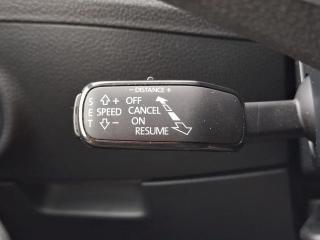 - DISTANCE +
S ⇧+ OFF
E SPEED CANCEL
T ⇩- ON
RESUME